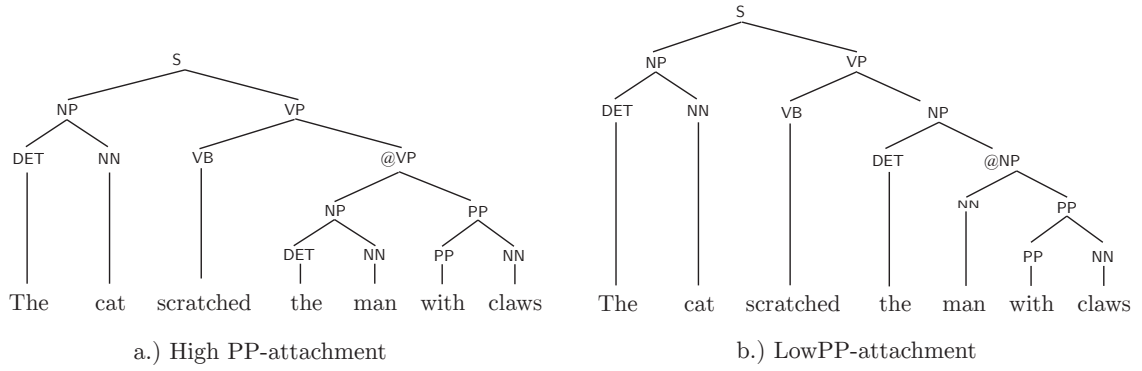 S
NP VP
DET NN VB @VP
NP PP
DET NN PP NN
The cat scratched the man with claws
a.) High PP-attachment
S
NP VP
DET NN VB NP
DET @NP
NN PP
PP NN
The cat scratched the man with claws
b.) LowPP-attachment